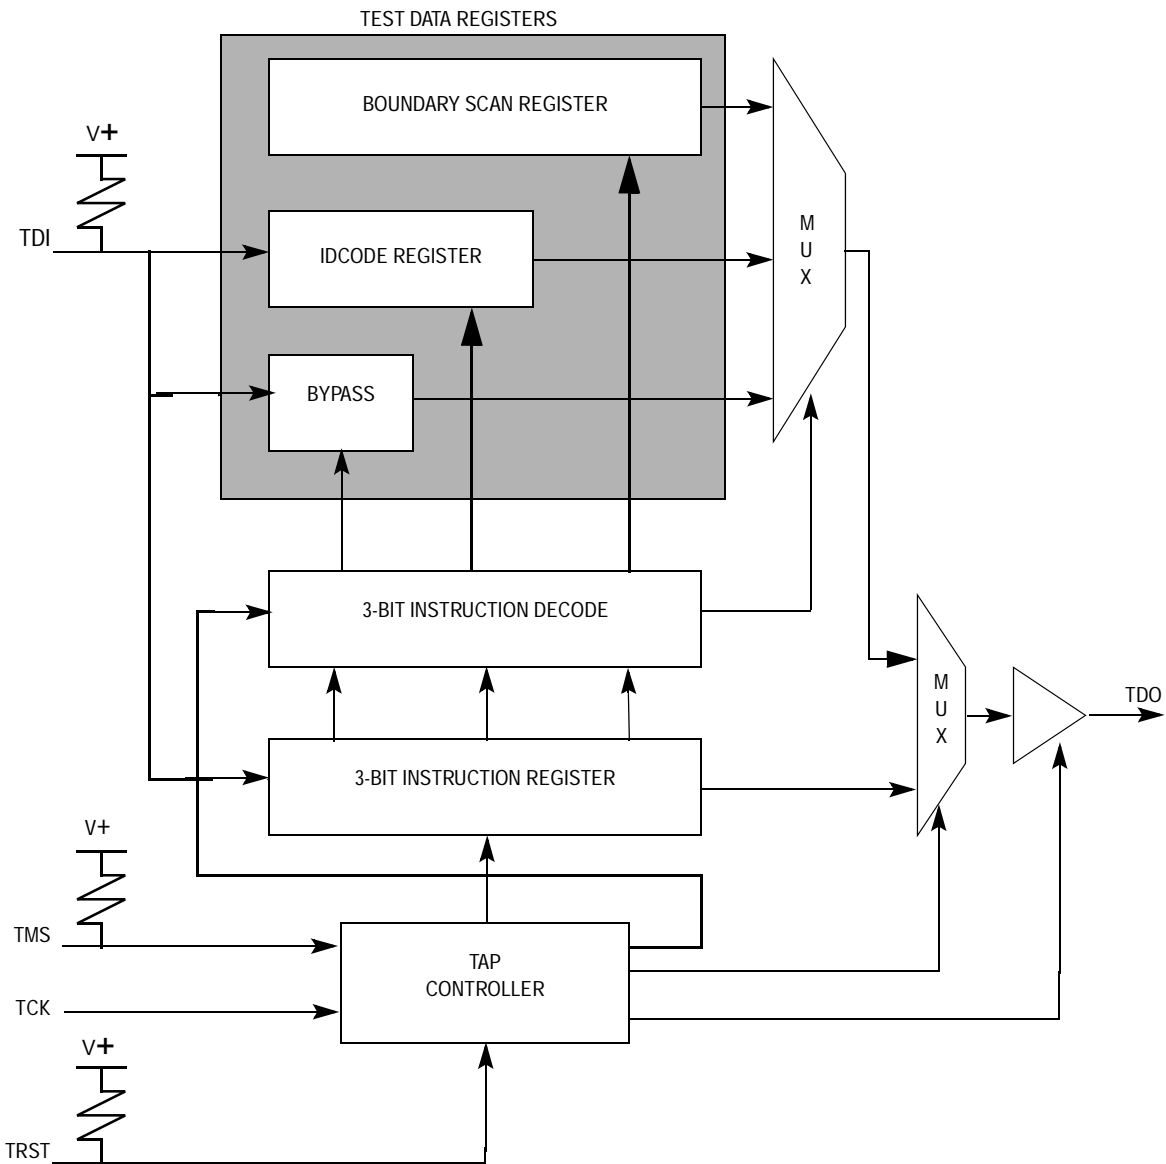 TEST DATA REGISTERS
BOUNDARY SCAN REGISTER
V+
TDI
IDCODE REGISTER
M
U
X
BYPASS
3-BIT INSTRUCTION DECODE
M
U
X
TDO
3-BIT INSTRUCTION REGISTER
V+
TMS
TAP
CONTROLLER
TCK
V+
TRST